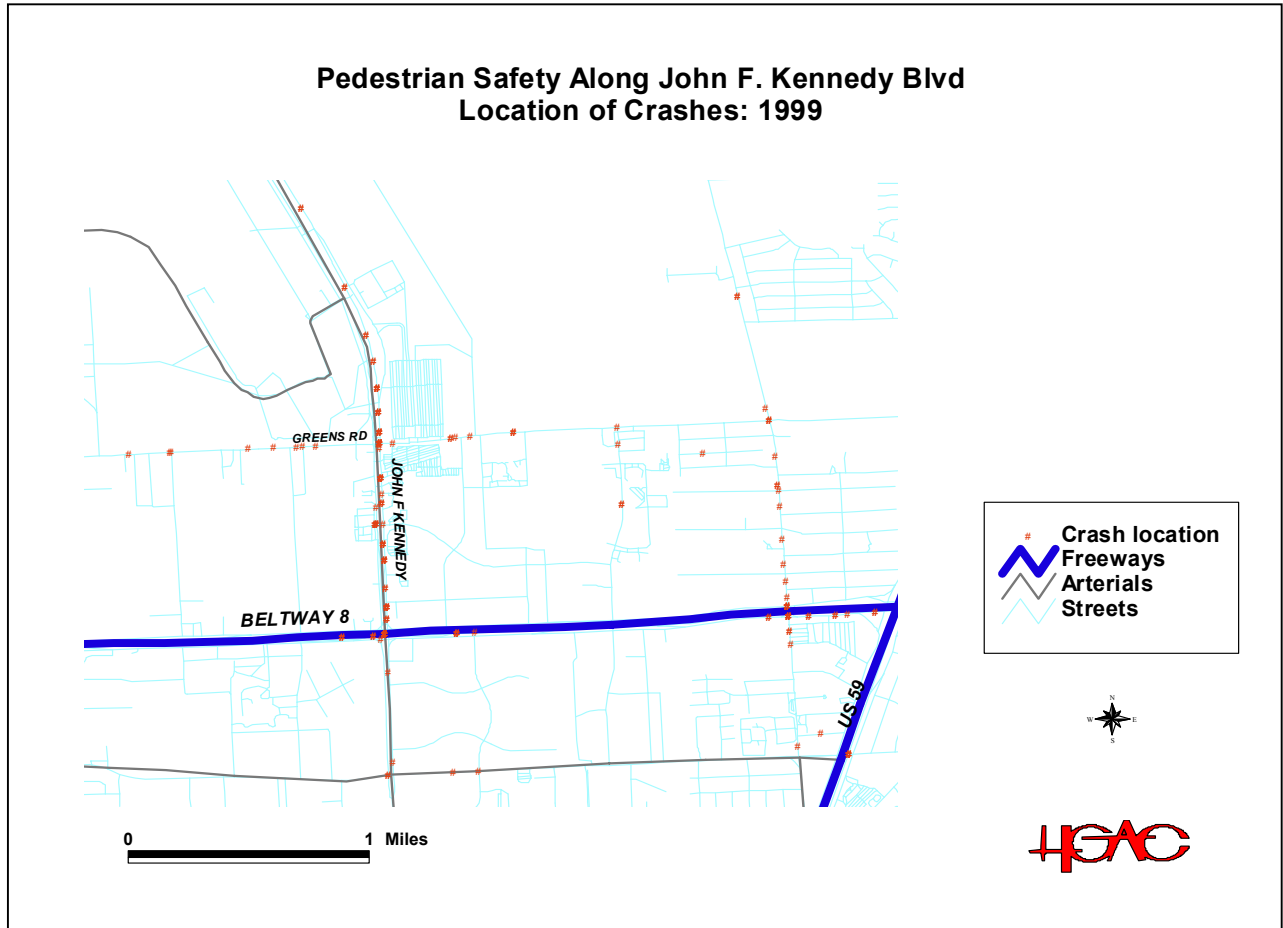 Pedestrian Safety Along John F. Kennedy Blvd
Location of Crashes: 1999
GREENS RD
JOHN F KENNEDY
BELTWAY 8
US 59
# Crash location
Freeways
Arterials
Streets
N
W E
S
0 1 Miles
HGAC